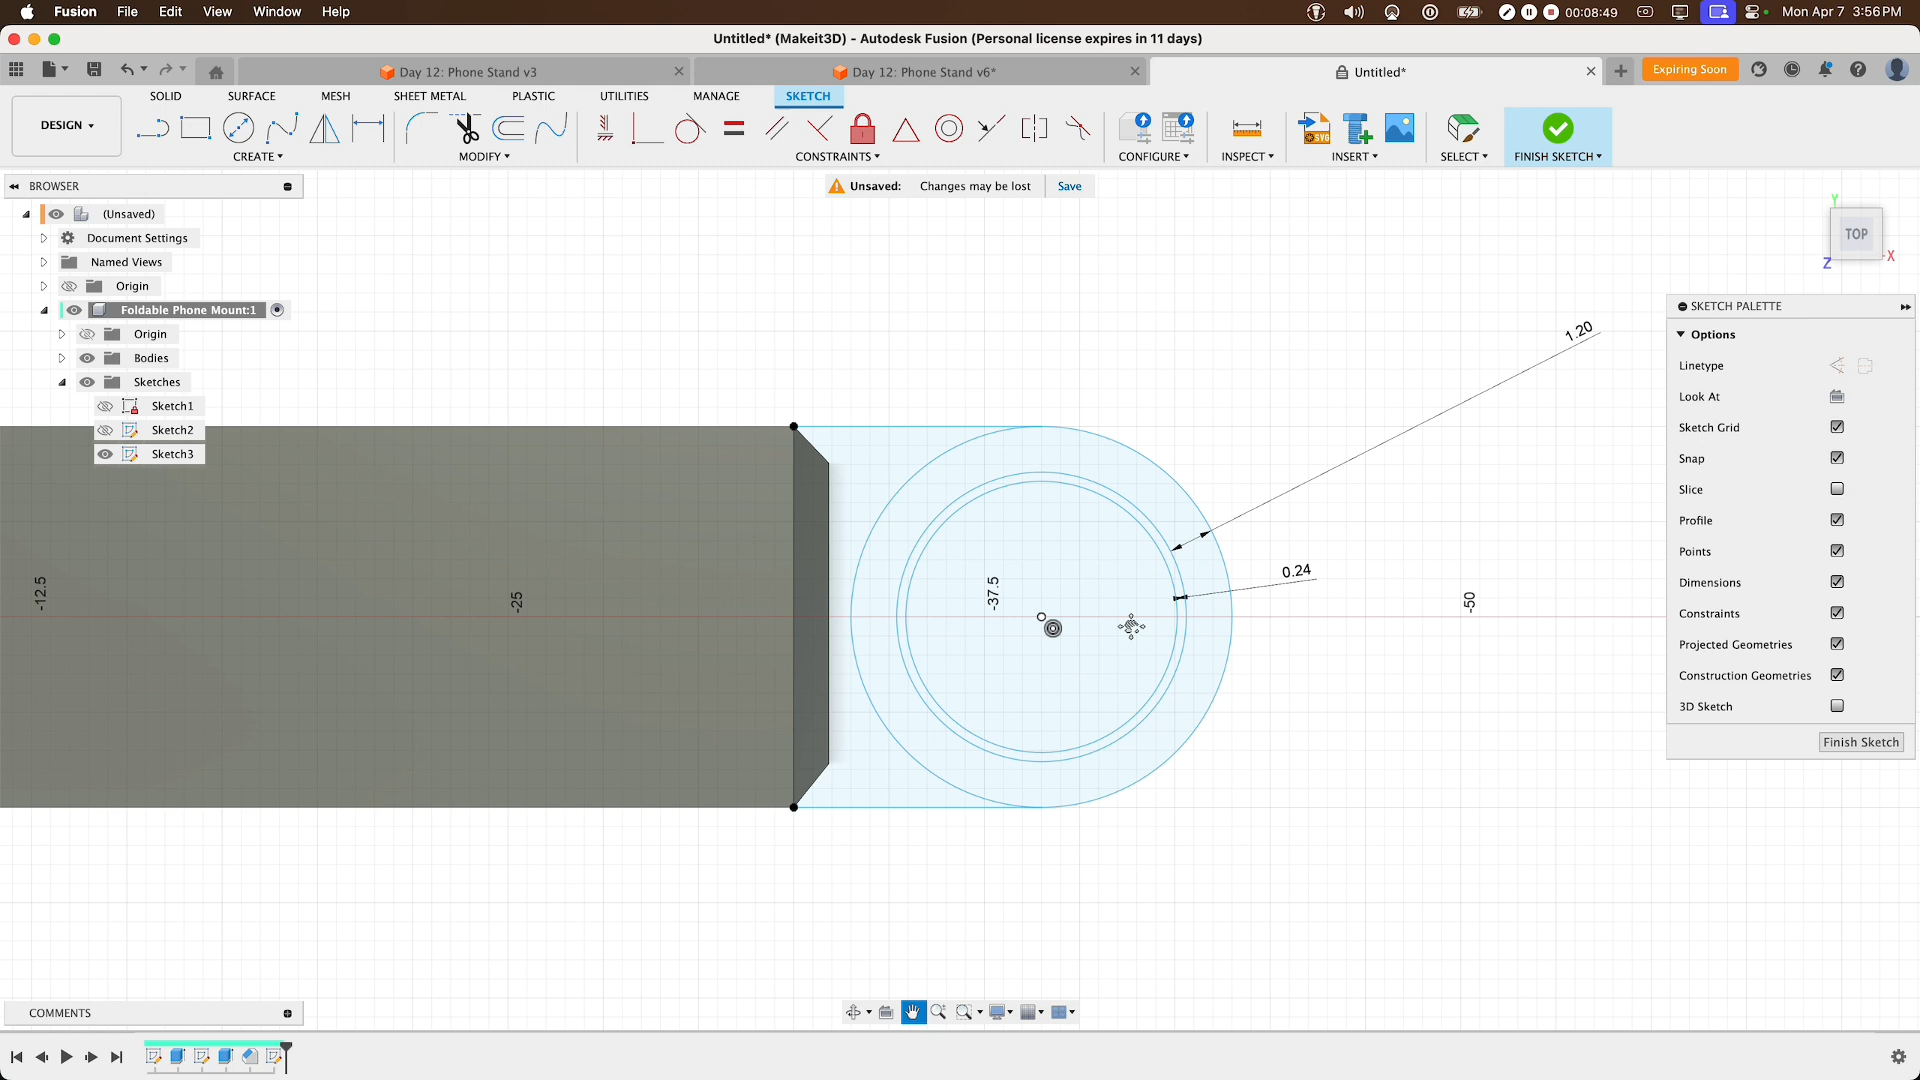 Fusion File Edit View Window Help 00:08:49 Mon Apr 7 3:56 PM
Untitled* (Makeit3D) - Autodesk Fusion (Personal license expires in 11 days)
Day 12: Phone Stand v3 Day 12: Phone Stand v6* Untitled* Expiring Soon
SOLID SURFACE MESH SHEET METAL PLASTIC UTILITIES MANAGE SKETCH
DESIGN
CREATE MODIFY CONSTRAINTS CONFIGURE INSPECT INSERT SELECT FINISH SKETCH
SVG
BROWSER
Unsaved: Changes may be lost Save
(Unsaved)
Document Settings
Named Views
Origin
Foldable Phone Mount:1
Origin
Bodies
Sketches
Sketch1
Sketch2
Sketch3
Y
TOP
Z
X
1.20
0.24
-12.5
-25
-37.5
-50
SKETCH PALETTE
Options
Linetype
Look At
Sketch Grid
Snap
Slice
Profile
Points
Dimensions
Constraints
Projected Geometries
Construction Geometries
3D Sketch
Finish Sketch
COMMENTS